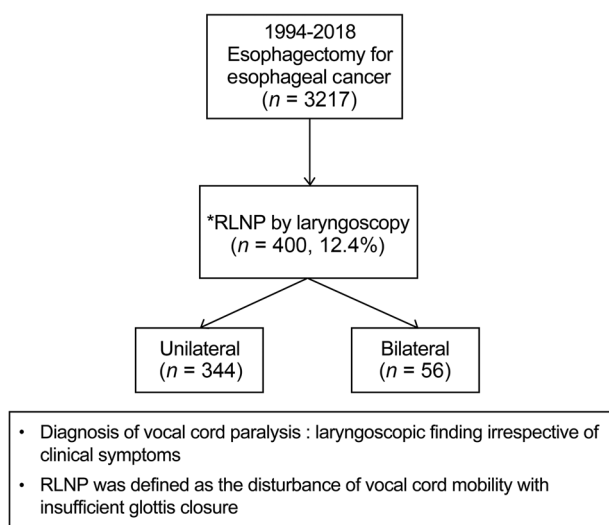 1994-2018
Esophagectomy for
esophageal cancer
(n = 3217)
*RLNP by laryngoscopy
(n = 400, 12.4%)
Unilateral
(n = 344)
Bilateral
(n = 56)
• Diagnosis of vocal cord paralysis : laryngoscopic finding irrespective of
clinical symptoms
• RLNP was defined as the disturbance of vocal cord mobility with
insufficient glottis closure